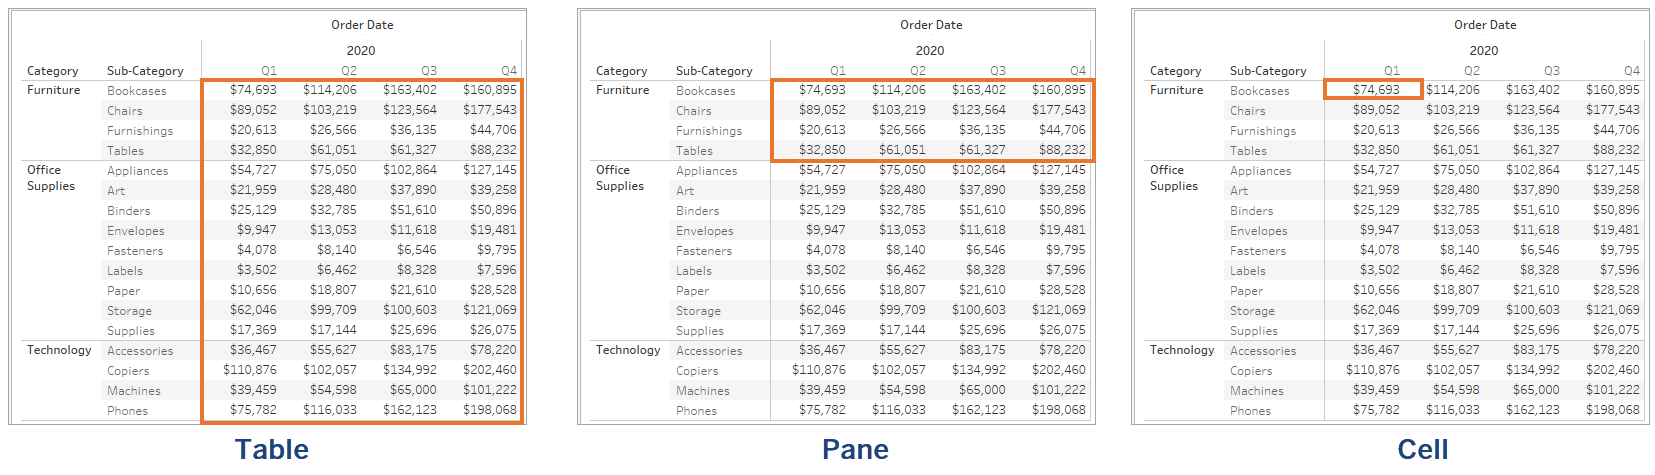 Order Date
2020
Category Sub-Category Q1 Q2 Q3 Q4
Furniture Bookcases $74,693 $114,206 $163,402 $160,895
Chairs $89,052 $103,219 $123,564 $177,543
Furnishings $20,613 $26,566 $36,135 $44,706
Tables $32,850 $61,051 $61,327 $88,232
Office Appliances $54,727 $75,050 $102,864 $127,145
Supplies Art $21,959 $28,480 $37,890 $39,258
Binders $25,129 $32,785 $51,610 $50,896
Envelopes $9,947 $13,053 $11,618 $19,481
Fasteners $4,078 $8,140 $6,546 $9,795
Labels $3,502 $6,462 $8,328 $7,596
Paper $10,656 $18,807 $21,610 $28,528
Storage $62,046 $99,709 $100,603 $121,069
Supplies $17,369 $17,144 $25,696 $26,075
Technology Accessories $36,467 $55,627 $83,175 $78,220
Copiers $110,876 $102,057 $134,992 $202,460
Machines $39,459 $54,598 $65,000 $101,222
Phones $75,782 $116,033 $162,123 $198,068
Table
Order Date
2020
Category Sub-Category Q1 Q2 Q3 Q4
Furniture Bookcases $74,693 $114,206 $163,402 $160,895
Chairs $89,052 $103,219 $123,564 $177,543
Furnishings $20,613 $26,566 $36,135 $44,706
Tables $32,850 $61,051 $61,327 $88,232
Office Appliances $54,727 $75,050 $102,864 $127,145
Supplies Art $21,959 $28,480 $37,890 $39,258
Binders $25,129 $32,785 $51,610 $50,896
Envelopes $9,947 $13,053 $11,618 $19,481
Fasteners $4,078 $8,140 $6,546 $9,795
Labels $3,502 $6,462 $8,328 $7,596
Paper $10,656 $18,807 $21,610 $28,528
Storage $62,046 $99,709 $100,603 $121,069
Supplies $17,369 $17,144 $25,696 $26,075
Technology Accessories $36,467 $55,627 $83,175 $78,220
Copiers $110,876 $102,057 $134,992 $202,460
Machines $39,459 $54,598 $65,000 $101,222
Phones $75,782 $116,033 $162,123 $198,068
Pane
Order Date
2020
Category Sub-Category Q1 Q2 Q3 Q4
Furniture Bookcases $74,693 $114,206 $163,402 $160,895
Chairs $89,052 $103,219 $123,564 $177,543
Furnishings $20,613 $26,566 $36,135 $44,706
Tables $32,850 $61,051 $61,327 $88,232
Office Appliances $54,727 $75,050 $102,864 $127,145
Supplies Art $21,959 $28,480 $37,890 $39,258
Binders $25,129 $32,785 $51,610 $50,896
Envelopes $9,947 $13,053 $11,618 $19,481
Fasteners $4,078 $8,140 $6,546 $9,795
Labels $3,502 $6,462 $8,328 $7,596
Paper $10,656 $18,807 $21,610 $28,528
Storage $62,046 $99,709 $100,603 $121,069
Supplies $17,369 $17,144 $25,696 $26,075
Technology Accessories $36,467 $55,627 $83,175 $78,220
Copiers $110,876 $102,057 $134,992 $202,460
Machines $39,459 $54,598 $65,000 $101,222
Phones $75,782 $116,033 $162,123 $198,068
Cell